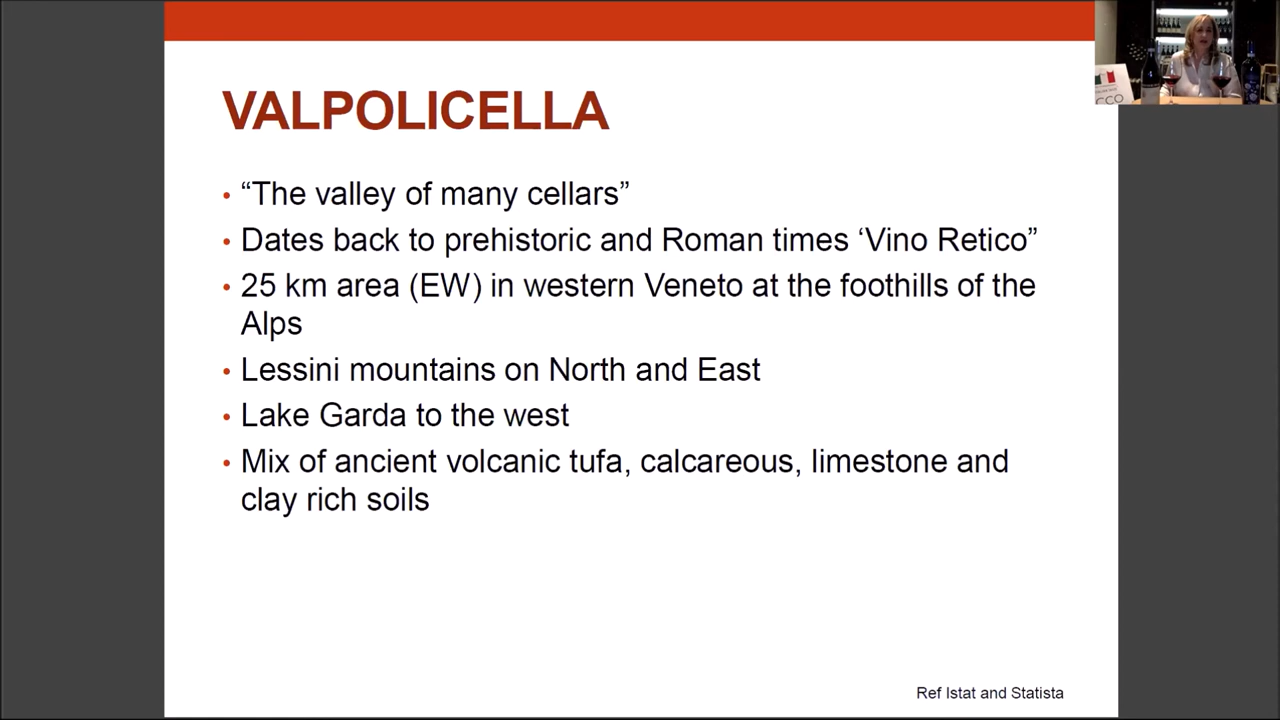 VALPOLICELLA
• “The valley of many cellars”
• Dates back to prehistoric and Roman times ‘Vino Retico”
• 25 km area (EW) in western Veneto at the foothills of the
Alps
• Lessini mountains on North and East
• Lake Garda to the west
• Mix of ancient volcanic tufa, calcareous, limestone and
clay rich soils
Ref Istat and Statista